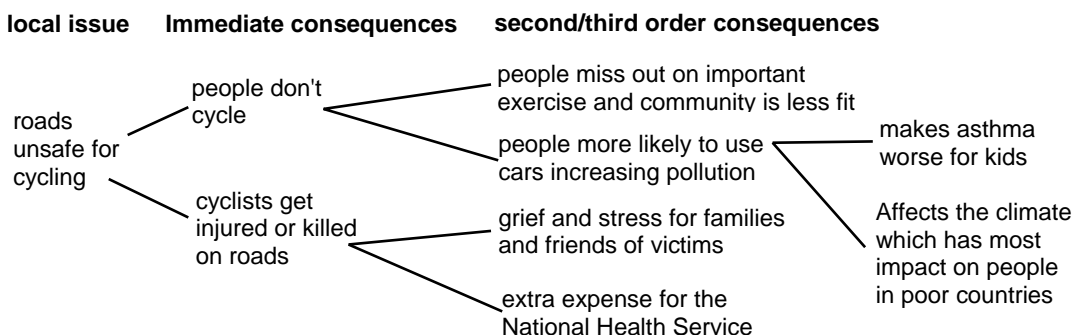 local issue
Immediate consequences
second/third order consequences
roads
unsafe for
cycling
people don't
cycle
cyclists get
injured or killed
on roads
people miss out on important
exercise and community is less fit
people more likely to use
cars increasing pollution
grief and stress for families
and friends of victims
extra expense for the
National Health Service
makes asthma
worse for kids
Affects the climate
which has most
impact on people
in poor countries